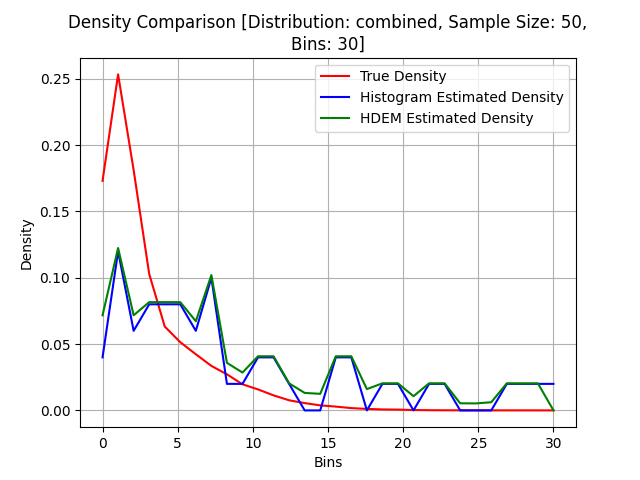 Density Comparison [Distribution: combined, Sample Size: 50,
Bins: 30]
True Density
Histogram Estimated Density
HDEM Estimated Density
Density
0.25
0.20
0.15
0.10
0.05
0.00
0 5 10 15 20 25 30
Bins